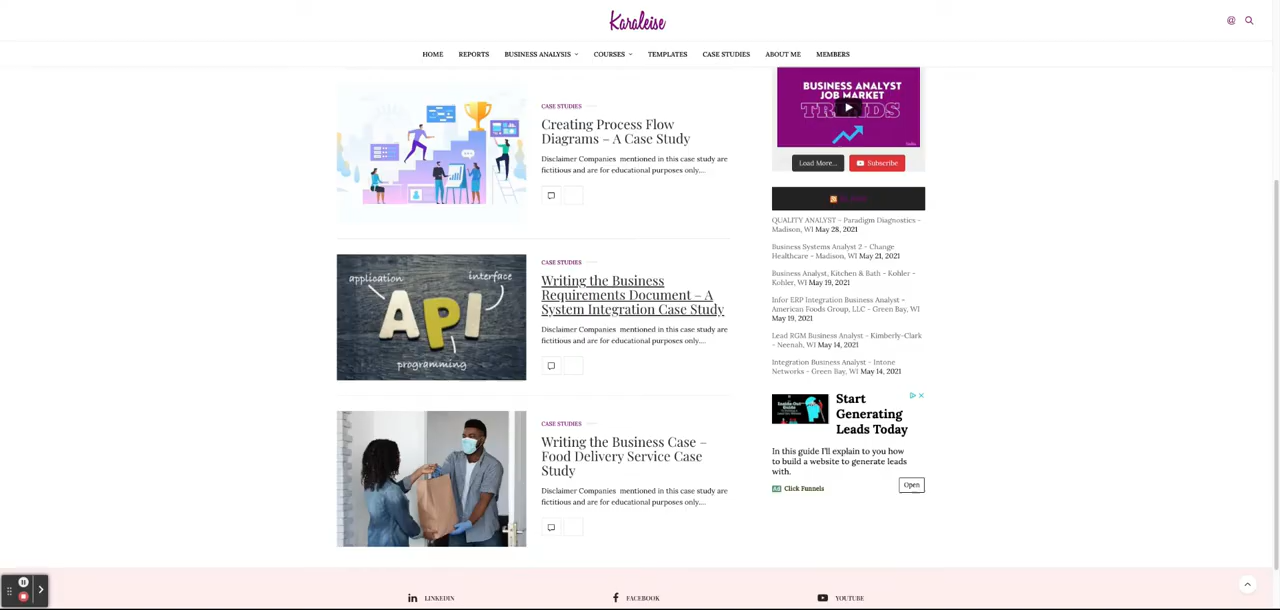 Karaleise
HOME REPORTS BUSINESS ANALYSIS COURSES TEMPLATES CASE STUDIES ABOUT ME MEMBERS
CASE STUDIES
Creating Process Flow
Diagrams – A Case Study
Disclaimer Companies mentioned in this case study are
fictitious and are for educational purposes only....
application
interface
API
programming
CASE STUDIES
Writing the Business
Requirements Document – A
System Integration Case Study
Disclaimer Companies mentioned in this case study are
fictitious and are for educational purposes only....
CASE STUDIES
Writing the Business Case –
Food Delivery Service Case
Study
Disclaimer Companies mentioned in this case study are
fictitious and are for educational purposes only....
BUSINESS ANALYST
JOB MARKET
TRENDS
Load More...
Subscribe
QUALITY ANALYST – Paradigm Diagnostics -
Madison, WI May 28, 2021
Business Systems Analyst 2 - Change
Healthcare - Madison, WI May 21, 2021
Business Analyst, Kitchen & Bath - Kohler -
Kohler, WI May 19, 2021
Infor ERP Integration Business Analyst –
American Foods Group, LLC - Green Bay, WI
May 19, 2021
Lead RGM Business Analyst - Kimberly-Clark
- Neenah, WI May 14, 2021
Integration Business Analyst - Intone
Networks - Green Bay, WI May 14, 2021
Start
Generating
Leads Today
In this guide I'll explain to you how
to build a website to generate leads
with.
Ad Click Funnels
Open
LINKEDIN
FACEBOOK
YOUTUBE